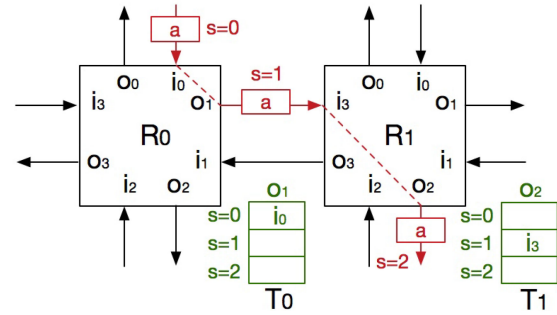 a s=0
o₀ i₀
i₃ o₁
R₀
o₃ i₁
i₂ o₂
s=1
a
o₀ i₀
i₃ o₁
R₁
o₃ i₁
i₂ o₂
a
s=2
o₁
s=0 i₀
s=1
s=2
T₀
o₂
s=0
s=1 i₃
s=2
T₁